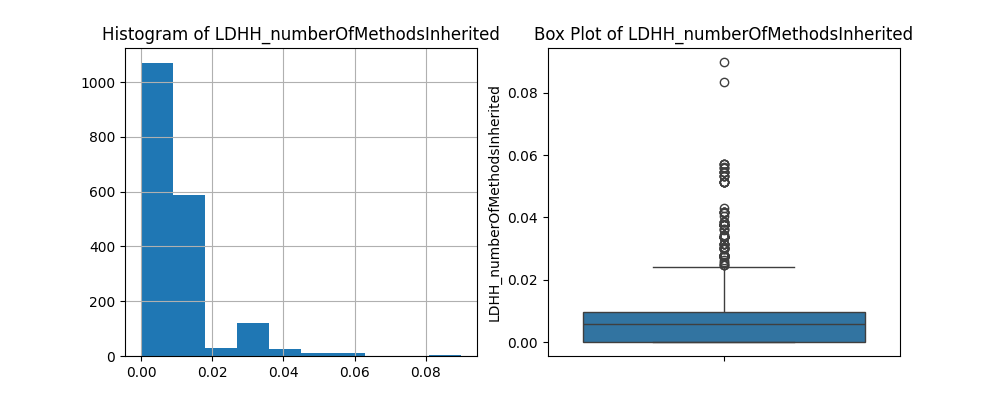 Histogram of LDHH_numberOfMethodsInherited
1000
800
600
400
200
0
0.00 0.02 0.04 0.06 0.08
Box Plot of LDHH_numberOfMethodsInherited
LDHH_numberOfMethodsInherited
0.08
0.06
0.04
0.02
0.00